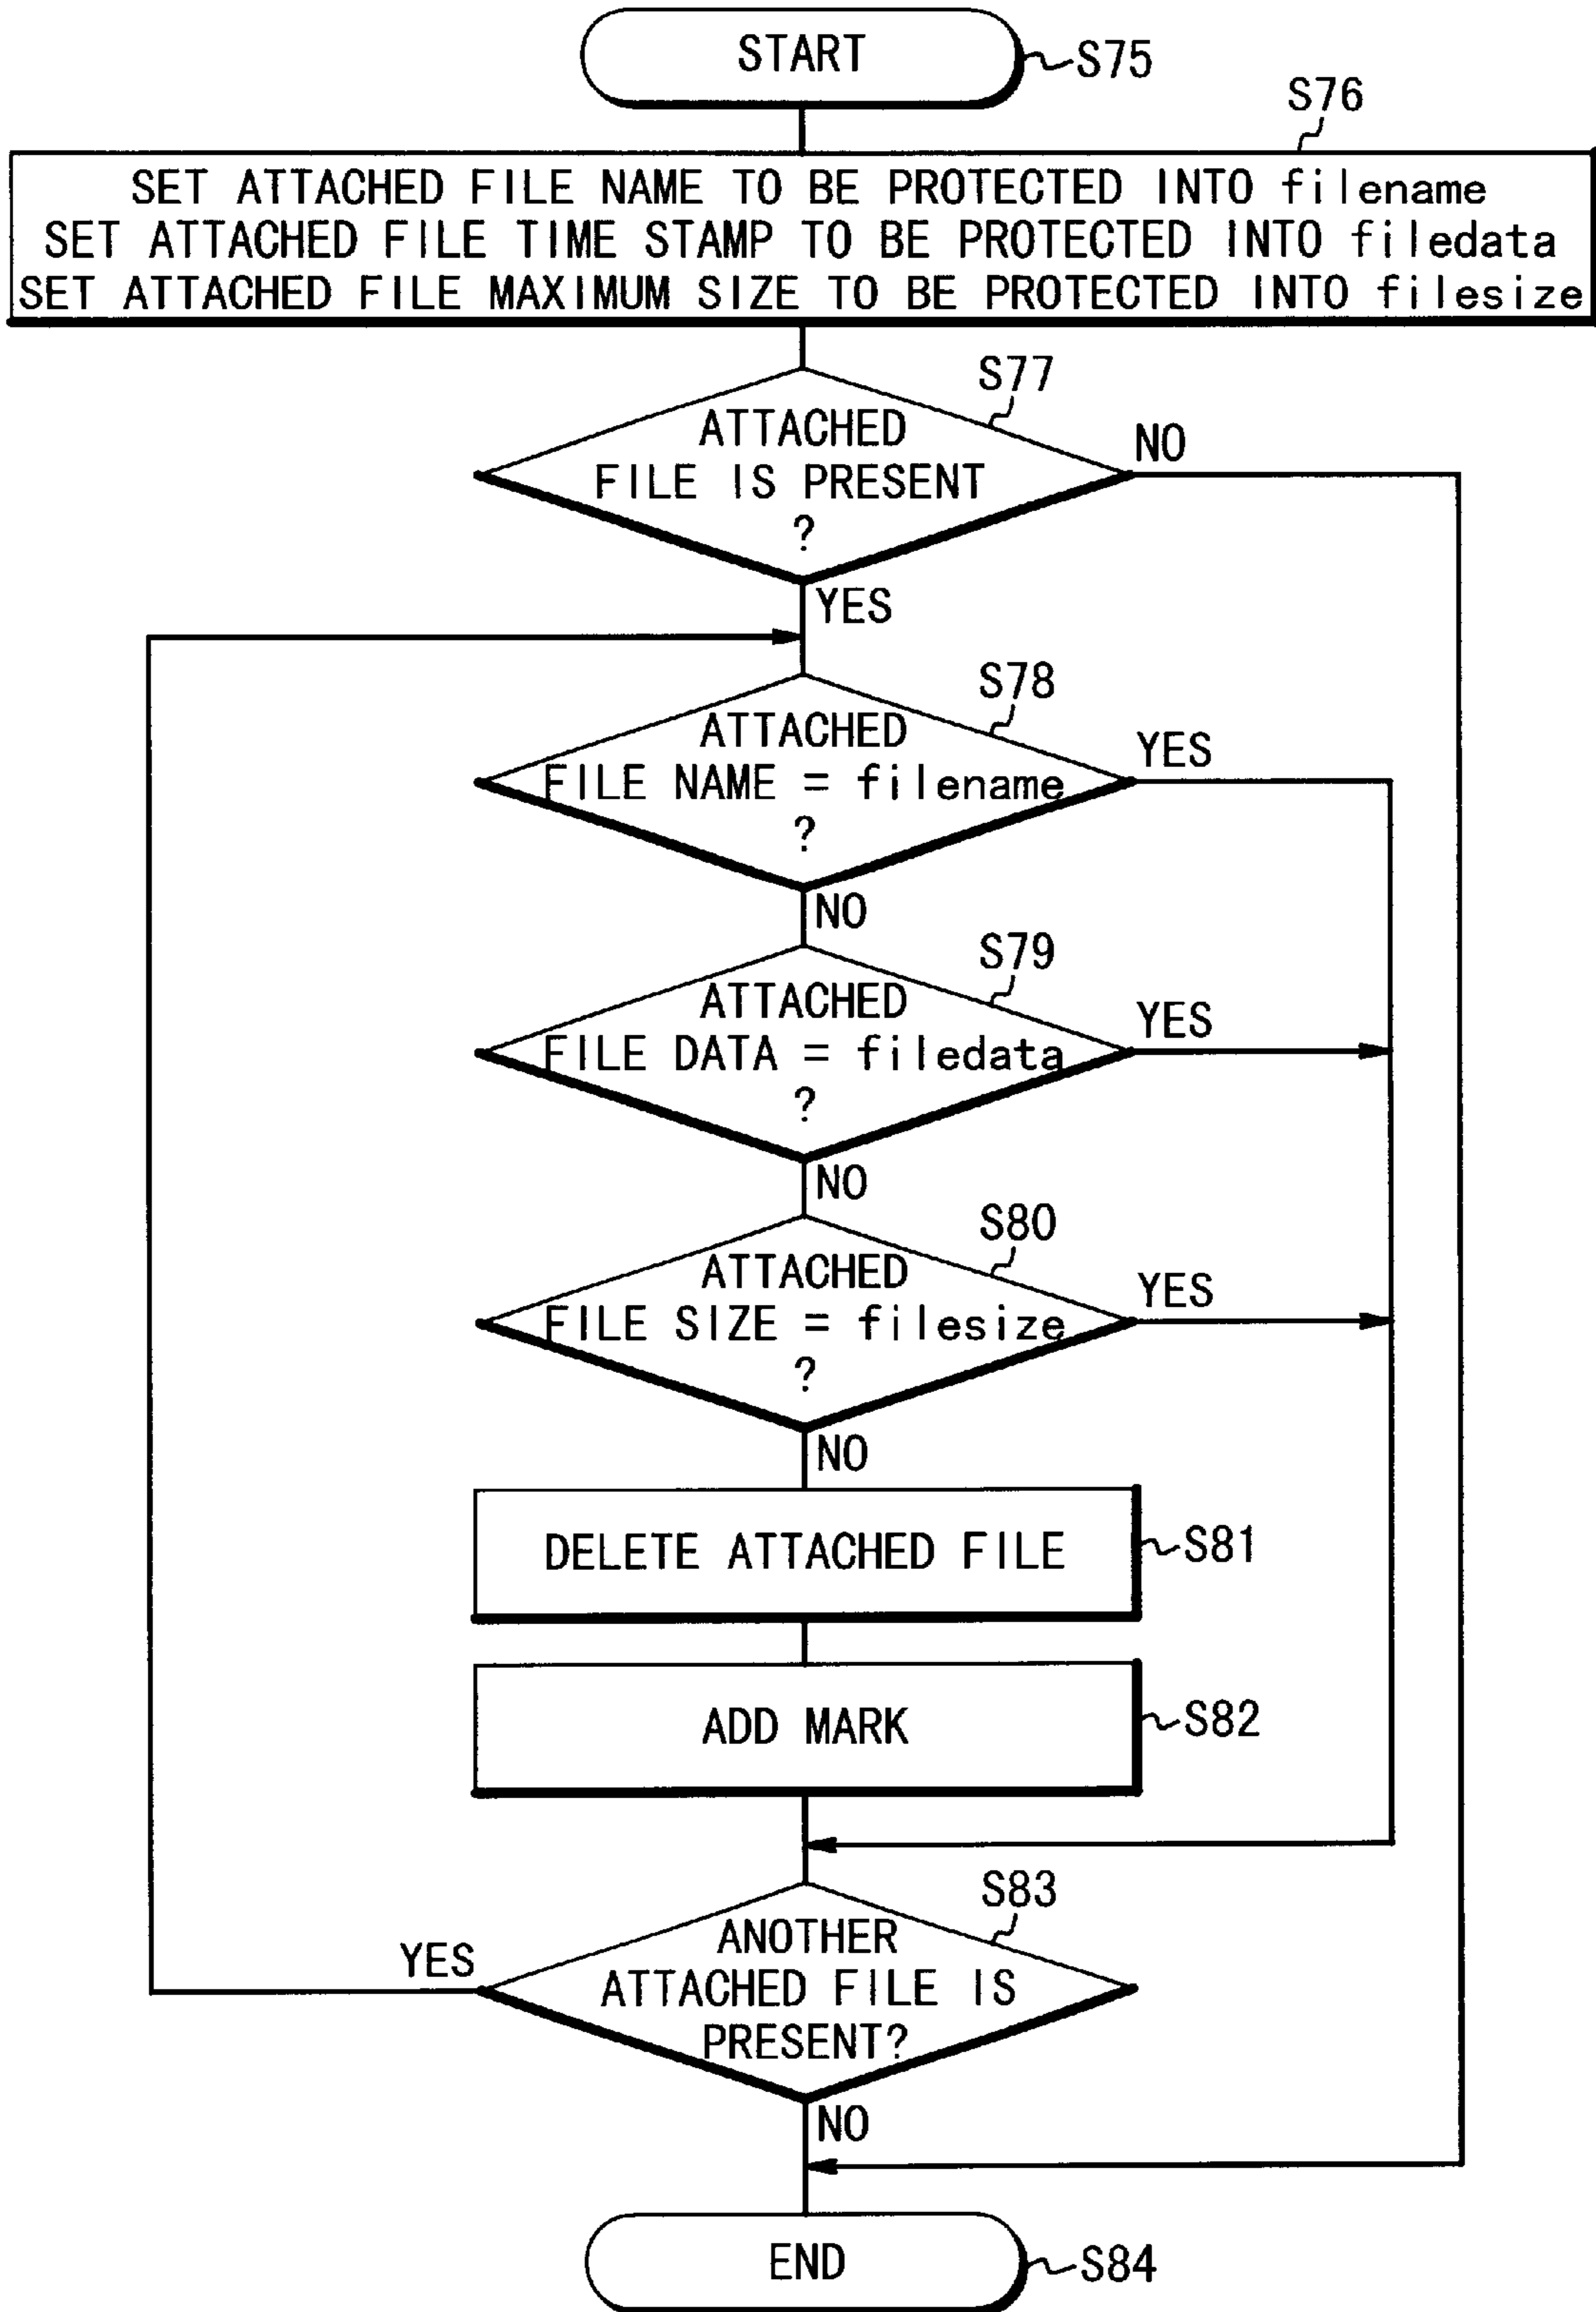 START
S75
S76
SET ATTACHED FILE NAME TO BE PROTECTED INTO filename
SET ATTACHED FILE TIME STAMP TO BE PROTECTED INTO filedata
SET ATTACHED FILE MAXIMUM SIZE TO BE PROTECTED INTO filesize
S77
ATTACHED
FILE IS PRESENT
?
NO
YES
S78
ATTACHED
FILE NAME = filename
?
YES
NO
S79
ATTACHED
FILE DATA = filedata
?
YES
NO
S80
ATTACHED
FILE SIZE = filesize
?
YES
NO
DELETE ATTACHED FILE
S81
ADD MARK
S82
S83
ANOTHER
ATTACHED FILE IS
PRESENT?
YES
NO
END
S84